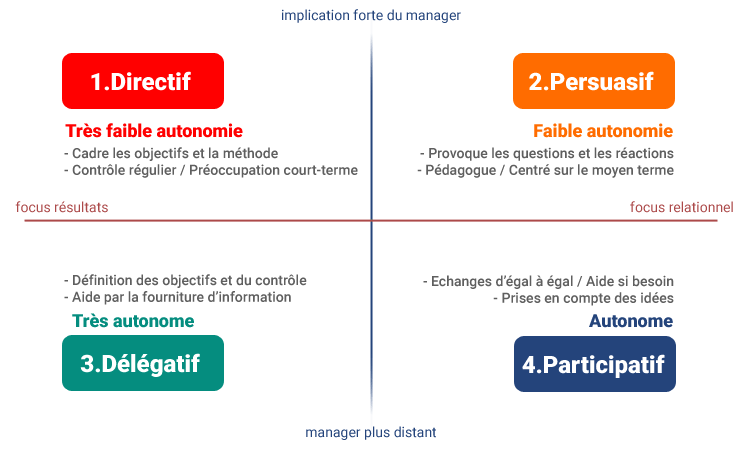 implication forte du manager
1.Directif
2.Persuasif
Très faible autonomie
- Cadre les objectifs et la méthode
- Contrôle régulier / Préoccupation court-terme
Faible autonomie
- Provoque les questions et les réactions
- Pédagogue / Centré sur le moyen terme
focus résultats
focus relationnel
- Définition des objectifs et du contrôle
- Aide par la fourniture d'information
Très autonome
3.Délégatif
- Echanges d'égal à égal / Aide si besoin
- Prises en compte des idées
Autonome
4.Participatif
manager plus distant